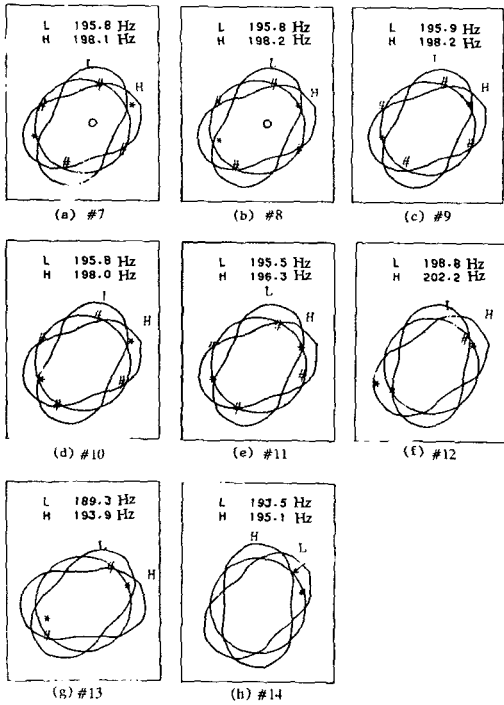 L 195.8 Hz
H 198.1 Hz
L
H
#
#
*
*
#
#
(a) #7
L 195.8 Hz
H 198.2 Hz
L
H
#
#
*
*
#
#
(b) #8
L 195.9 Hz
H 198.2 Hz
H
#
#
*
*
#
#
(c) #9
L 195.8 Hz
H 198.0 Hz
H
#
#
*
*
#
#
(d) #10
L 195.5 Hz
H 196.3 Hz
L
H
#
#
*
*
#
#
(e) #11
L 198.8 Hz
H 202.2 Hz
L
H
#
*
*
*
(f) #12
L 189.3 Hz
H 193.9 Hz
L
H
#
*
*
#
(g) #13
L 193.5 Hz
H 195.1 Hz
H
L
*
(h) #14